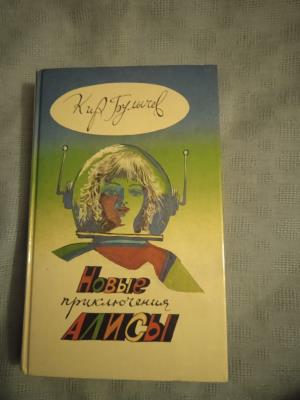 Кир Булычев
Новые
приключения
АЛИСЫ